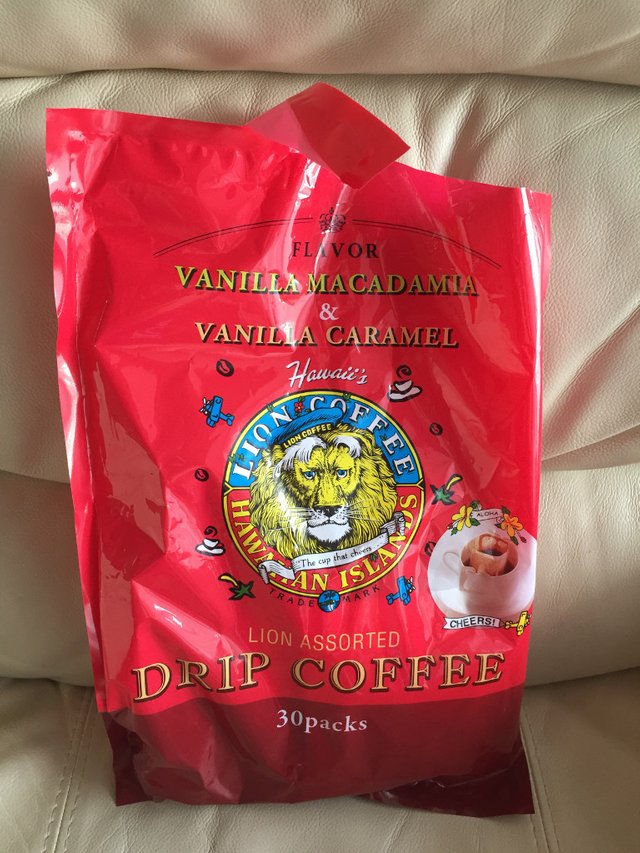 FLAVOR
VANILLA MACADAMIA
&
VANILLA CARAMEL
Hawaii's
LION COFFEE
LION COFFEE
"The cup that cheers
HAWAIIAN ISLANDS
TRADE MARK
ALOHA
CHEERS!
LION ASSORTED
DRIP COFFEE
30packs